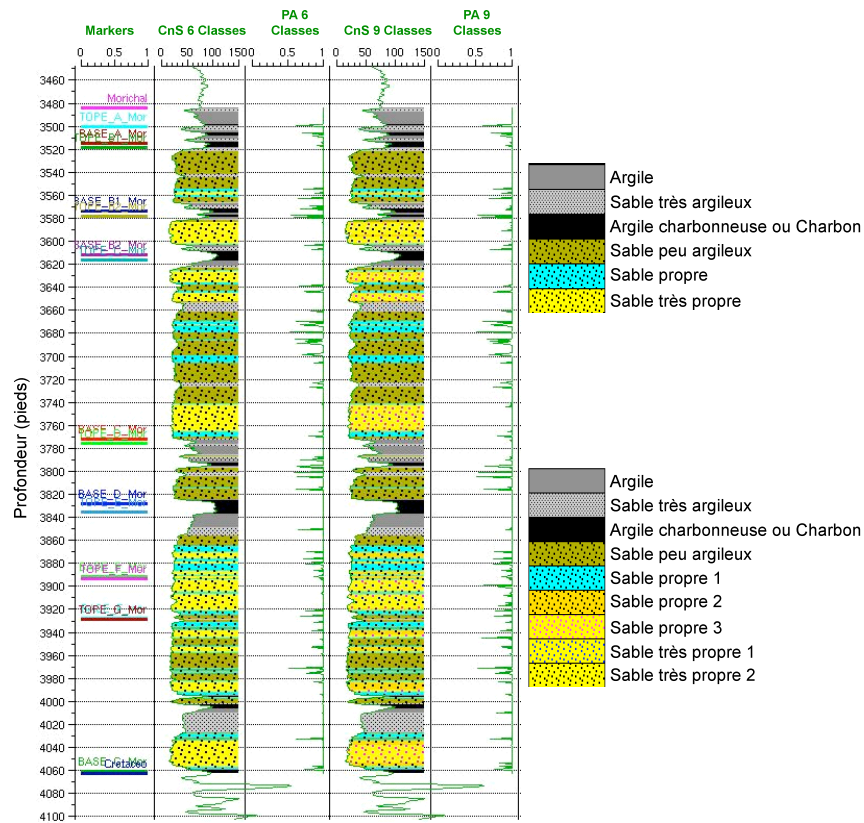 Markers
CnS 6 Classes
PA 6
Classes
CnS 9 Classes
PA 9
Classes
0 0.5 1
0 50 100 150
0 0.5 1
0 50 100 150
0 0.5 1
Profondeur (pieds)
3460
3480
3500
3520
3540
3560
3580
3600
3620
3640
3660
3680
3700
3720
3740
3760
3780
3800
3820
3840
3860
3880
3900
3920
3940
3960
3980
4000
4020
4040
4060
4080
4100
Morichal
TOPE_A_Mor
BASE_A_Mor
BASE_B1_Mor
BASE_B2_Mor
BASE_C_Mor
BASE_D_Mor
TOPE_F_Mor
TOPE_G_Mor
BASE_G_Mor
Cretaceo
Argile
Sable très argileux
Argile charbonneuse ou Charbon
Sable peu argileux
Sable propre
Sable très propre
Argile
Sable très argileux
Argile charbonneuse ou Charbon
Sable peu argileux
Sable propre 1
Sable propre 2
Sable propre 3
Sable très propre 1
Sable très propre 2